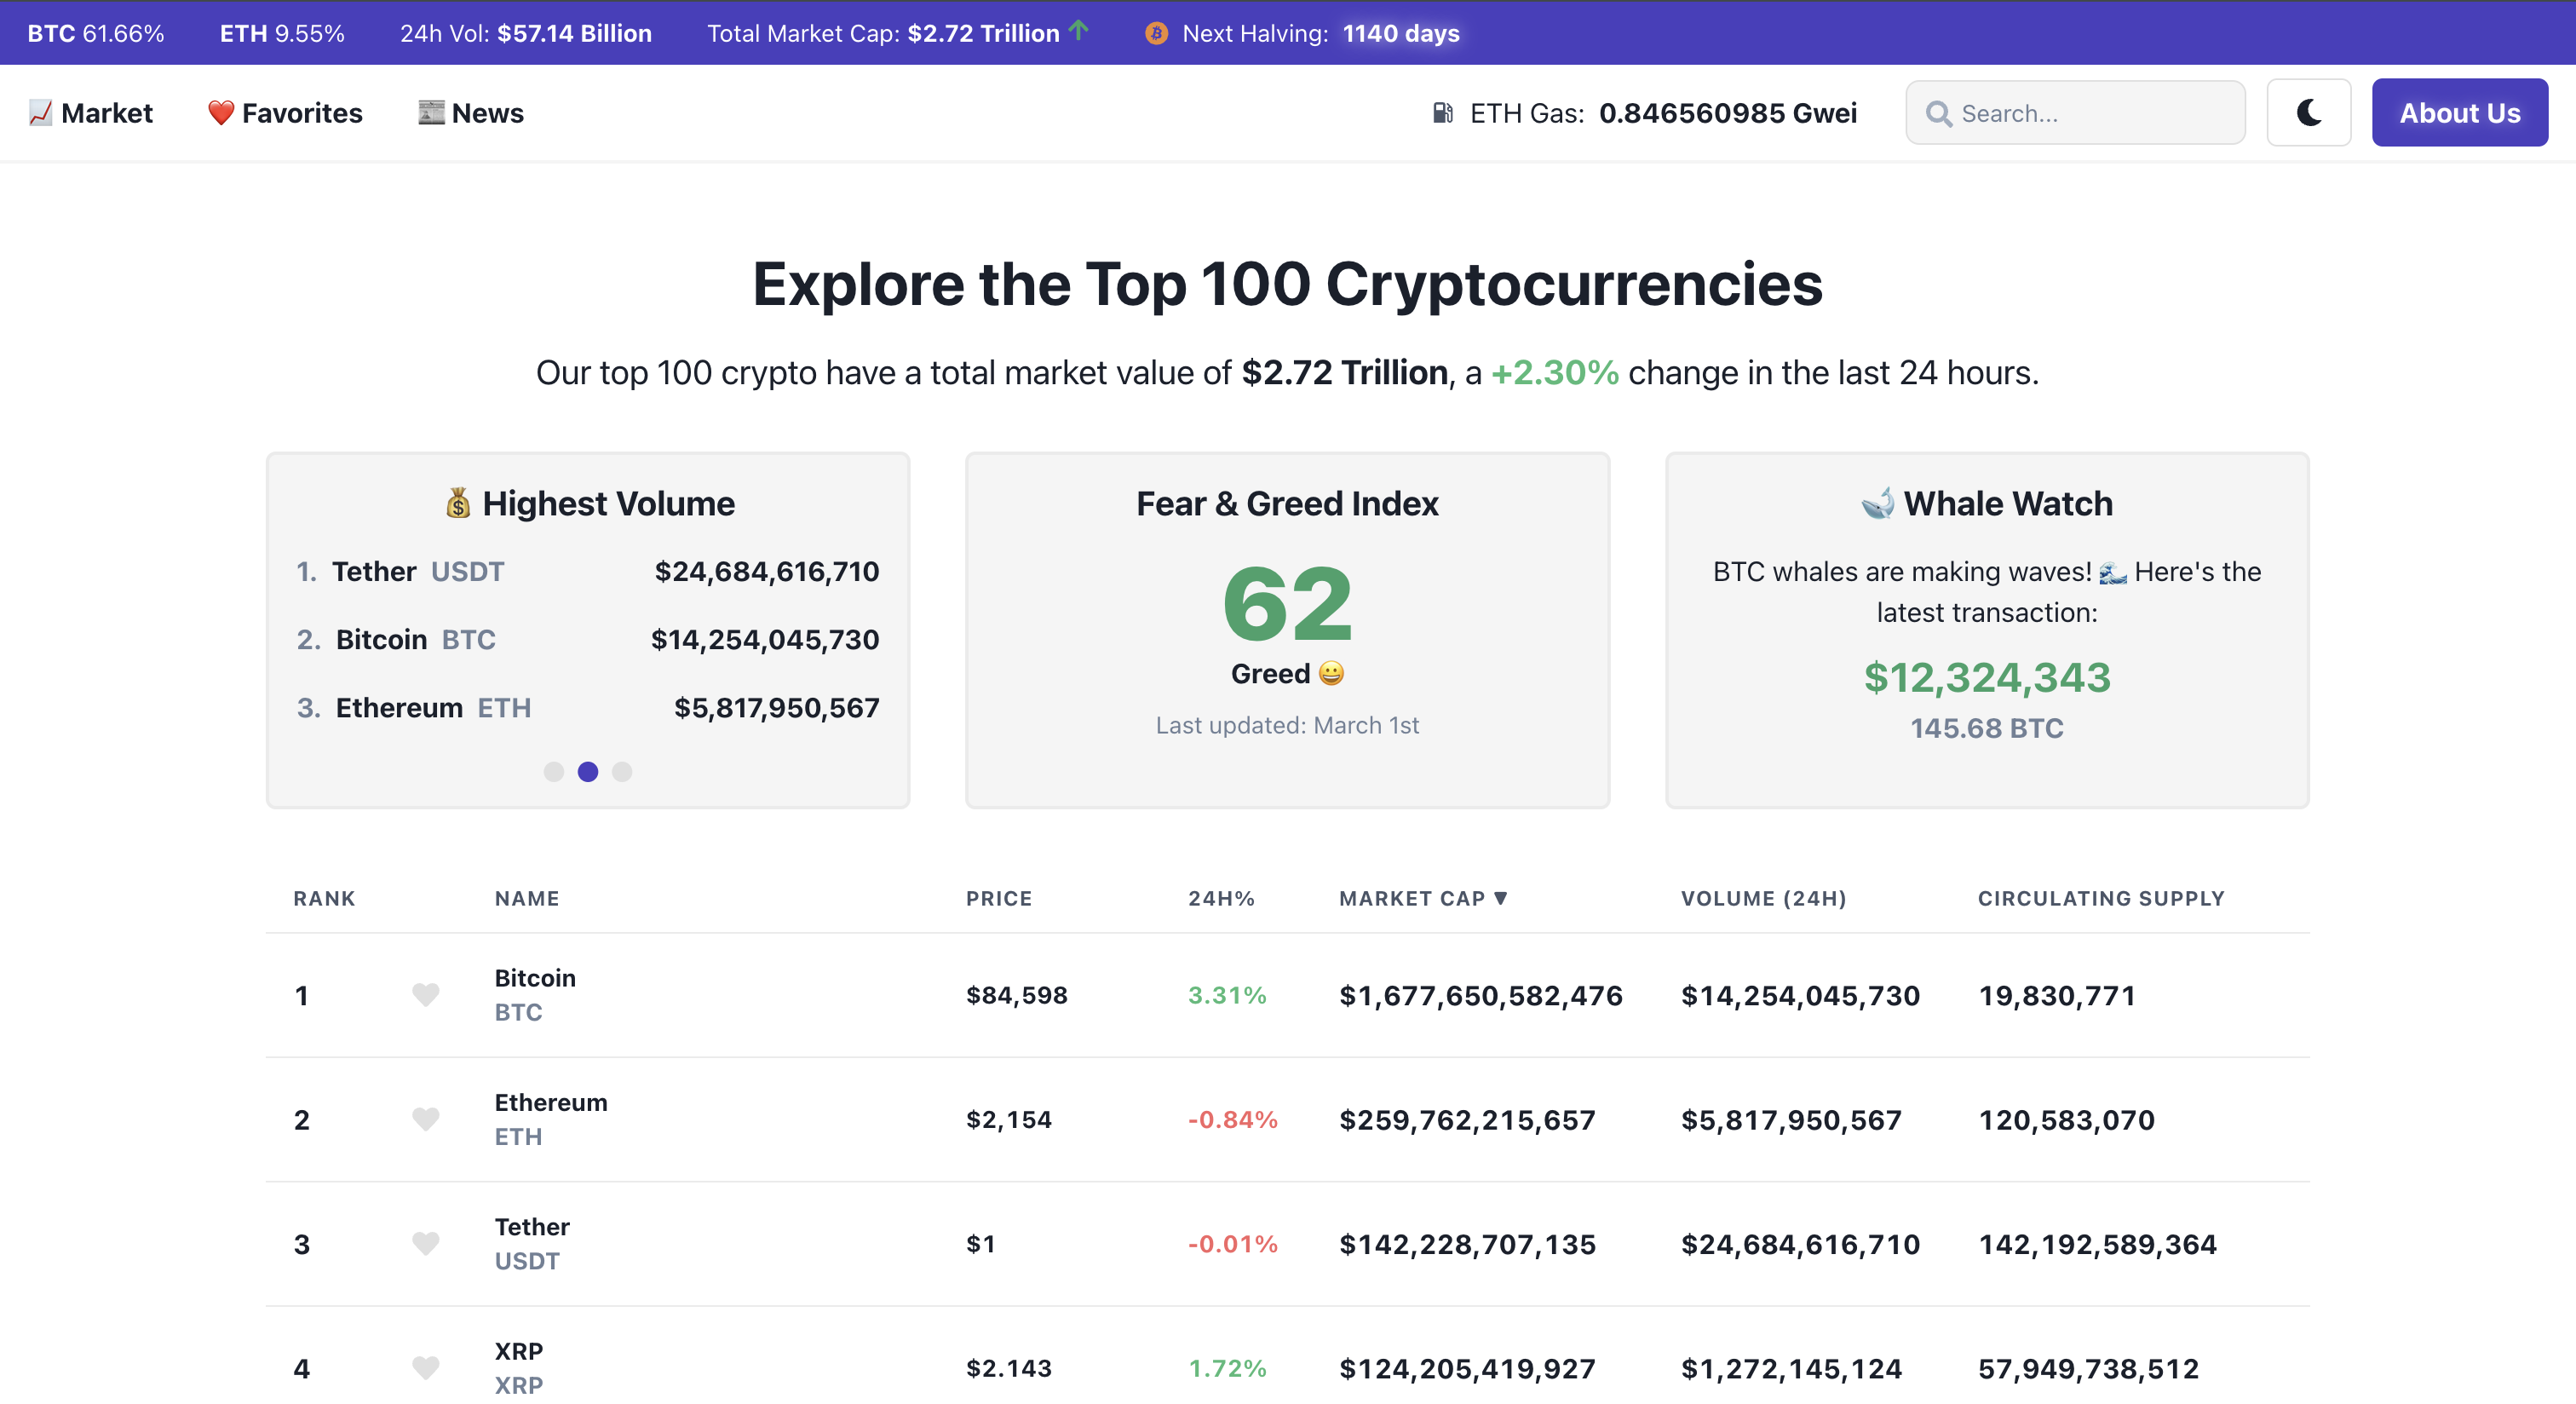 BTC 61.66% ETH 9.55% 24h Vol: $57.14 Billion Total Market Cap: $2.72 Trillion Next Halving: 1140 days
Market Favorites News ETH Gas: 0.846560985 Gwei Search... About Us
Explore the Top 100 Cryptocurrencies
Our top 100 crypto have a total market value of $2.72 Trillion, a +2.30% change in the last 24 hours.
Highest Volume
1. Tether USDT $24,684,616,710
2. Bitcoin BTC $14,254,045,730
3. Ethereum ETH $5,817,950,567
Fear & Greed Index
62
Greed
Last updated: March 1st
Whale Watch
BTC whales are making waves! 🌊 Here's the
latest transaction:
$12,324,343
145.68 BTC
RANK NAME PRICE 24H% MARKET CAP ▼ VOLUME (24H) CIRCULATING SUPPLY
1 Bitcoin BTC $84,598 3.31% $1,677,650,582,476 $14,254,045,730 19,830,771
2 Ethereum ETH $2,154 -0.84% $259,762,215,657 $5,817,950,567 120,583,070
3 Tether USDT $1 -0.01% $142,228,707,135 $24,684,616,710 142,192,589,364
4 XRP XRP $2.143 1.72% $124,205,419,927 $1,272,145,124 57,949,738,512